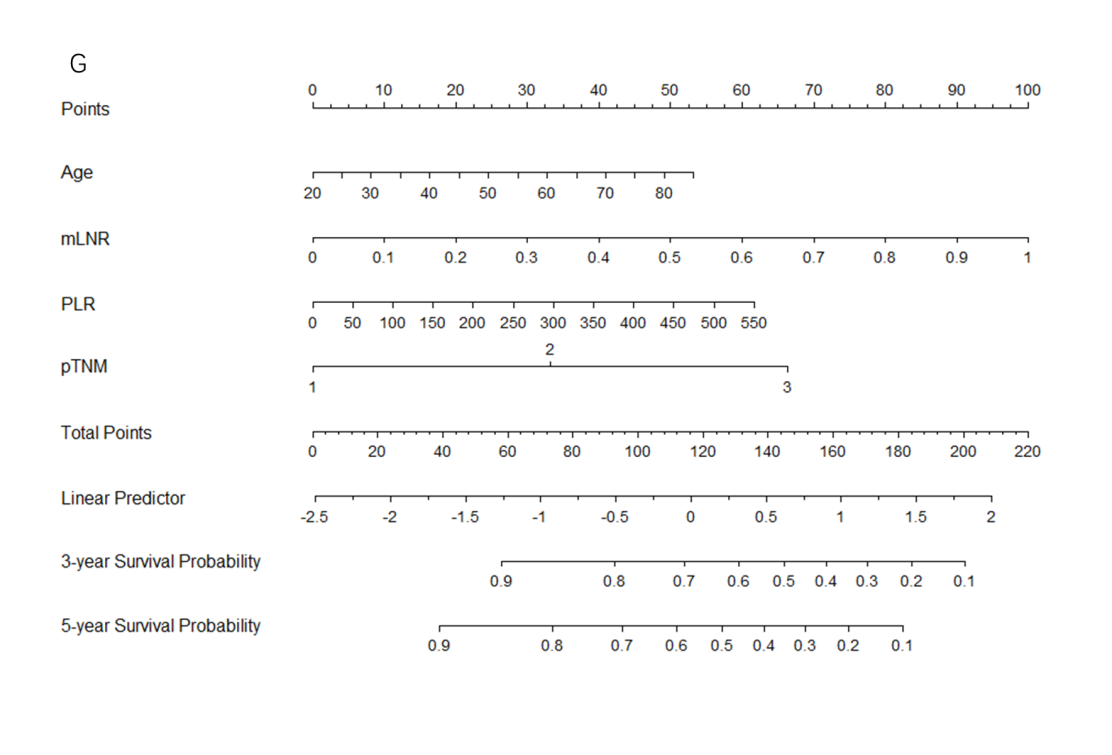 G
0 10 20 30 40 50 60 70 80 90 100
Points
Age
20 30 40 50 60 70 80
mLNR
0 0.1 0.2 0.3 0.4 0.5 0.6 0.7 0.8 0.9 1
PLR
0 50 100 150 200 250 300 350 400 450 500 550
2
pTNM
1 3
Total Points
0 20 40 60 80 100 120 140 160 180 200 220
Linear Predictor
-2.5 -2 -1.5 -1 -0.5 0 0.5 1 1.5 2
3-year Survival Probability
0.9 0.8 0.7 0.6 0.5 0.4 0.3 0.2 0.1
5-year Survival Probability
0.9 0.8 0.7 0.6 0.5 0.4 0.3 0.2 0.1